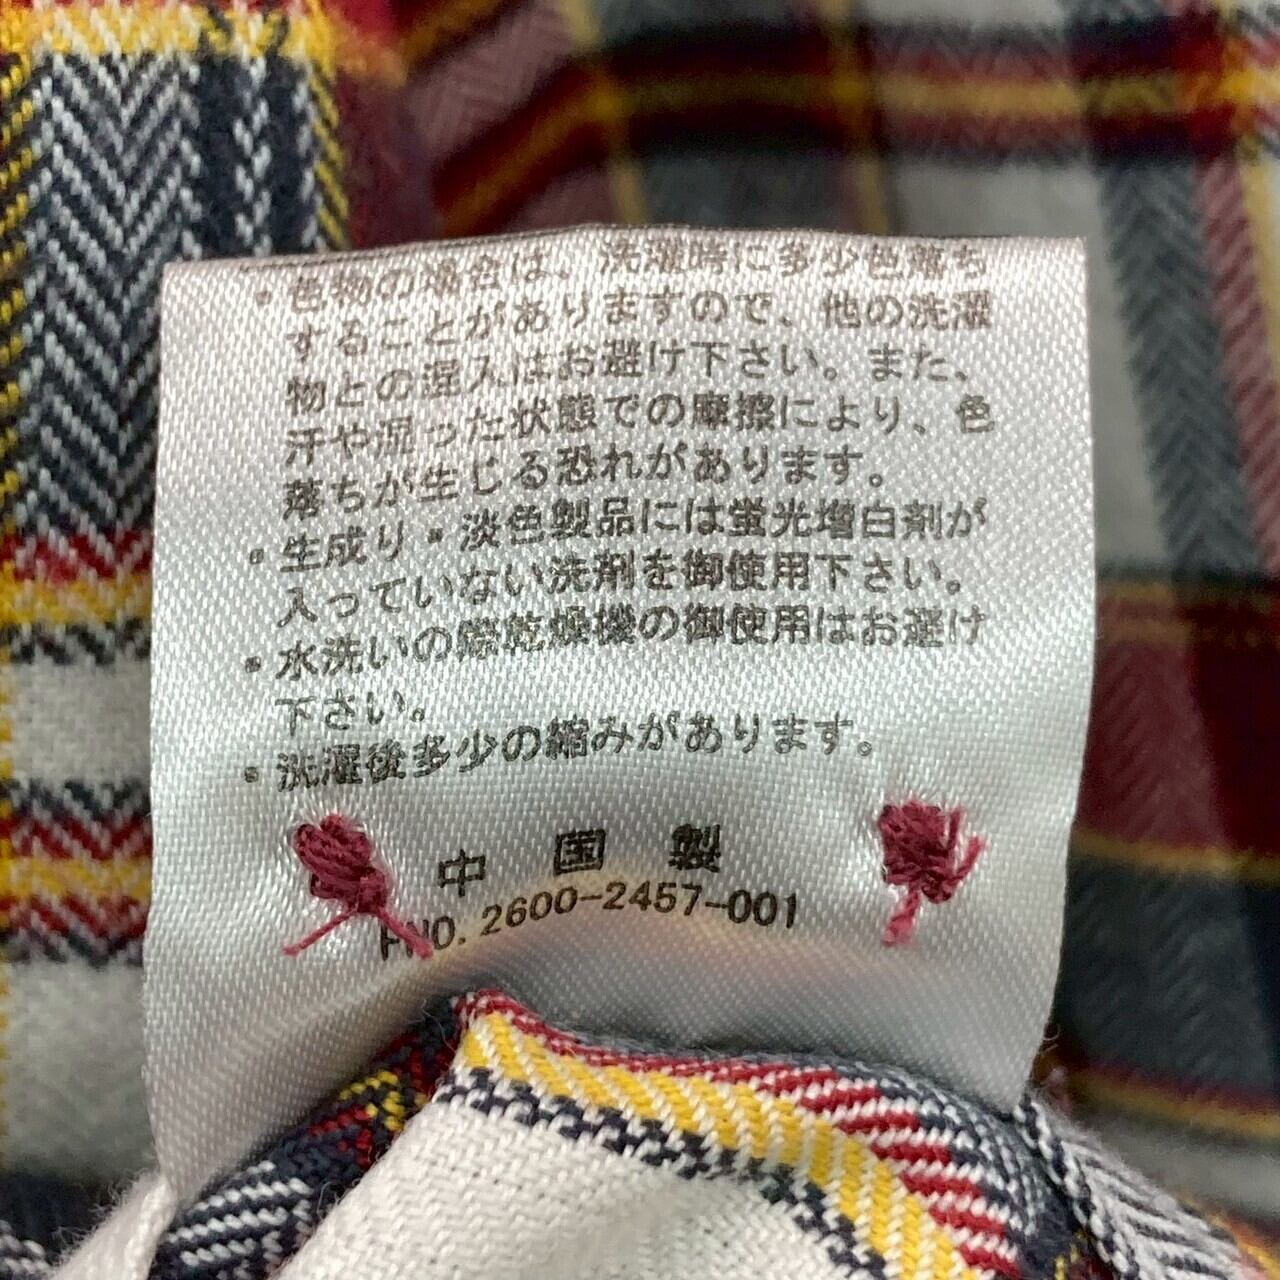 ・色物の場合は、洗濯時に多少色落ち
することがありますので、他の洗濯
物との混入はお避け下さい。また、
汗や湿った状態での摩擦により、色
落ちが生じる恐れがあります。
・生成り・淡色製品には蛍光増白剤が
入っていない洗剤を御使用下さい。
・水洗いの際乾燥機の御使用はお避け
下さい。
・洗濯後多少の縮みがあります。
中国製
FNO. 2600-2457-001